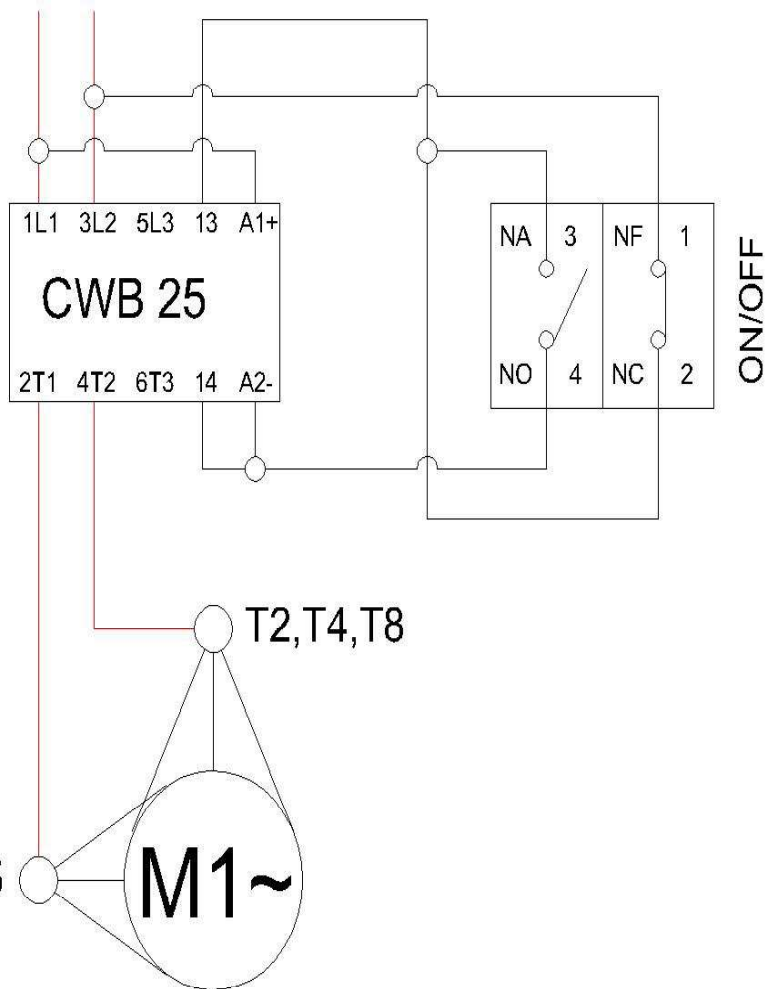 1L1 3L2 5L3 13 A1+
CWB 25
2T1 4T2 6T3 14 A2-
NA 3 NF 1
NO 4 NC 2
ON/OFF
T2,T4,T8
M1~